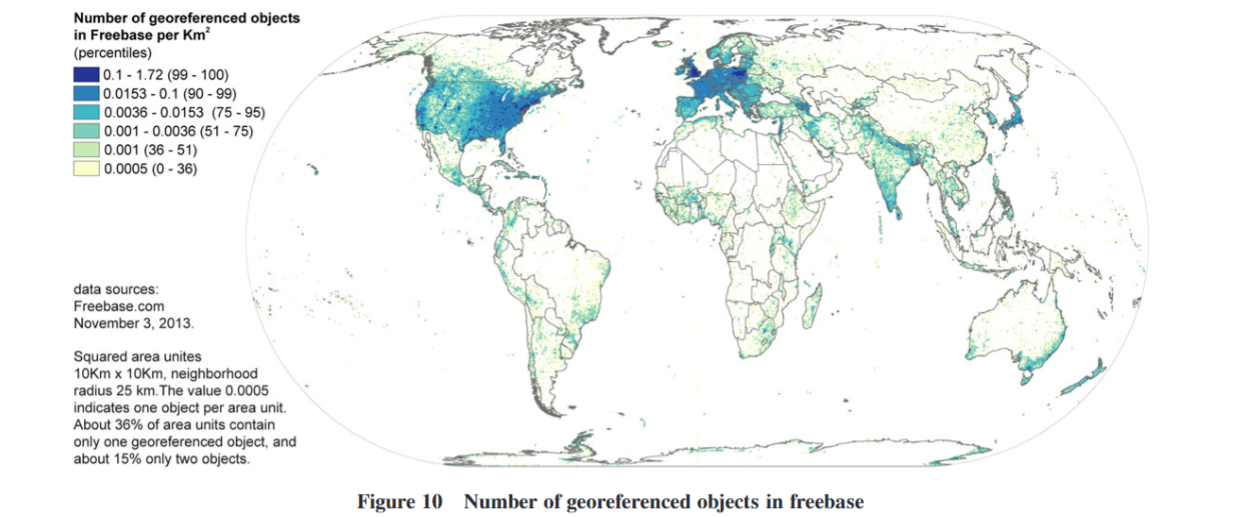 Number of georeferenced objects
in Freebase per Km²
(percentiles)
0.1 - 1.72 (99 - 100)
0.0153 - 0.1 (90 - 99)
0.0036 - 0.0153 (75 - 95)
0.001 - 0.0036 (51 - 75)
0.001 (36 - 51)
0.0005 (0 - 36)
data sources:
Freebase.com
November 3, 2013.
Squared area unites
10Km x 10Km, neighborhood
radius 25 km.The value 0.0005
indicates one object per area unit.
About 36% of area units contain
only one georeferenced object, and
about 15% only two objects.
Figure 10 Number of georeferenced objects in freebase